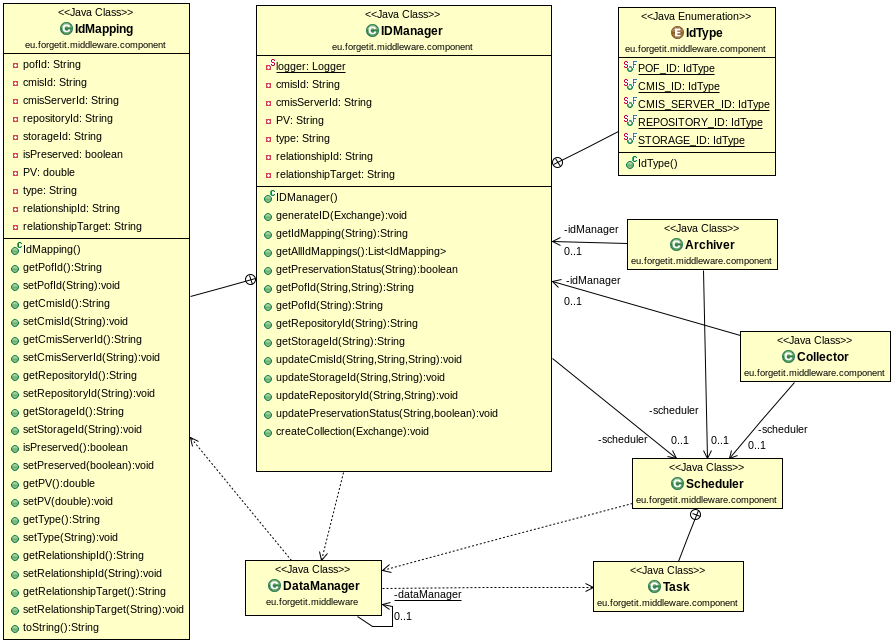 <<Java Class>>
IdMapping
eu.forgetit.middleware.component
pofId: String
cmisId: String
cmisServerId: String
repositoryId: String
storageId: String
isPreserved: boolean
PV: double
type: String
relationshipId: String
relationshipTarget: String
IdMapping()
getPofId():String
setPofId(String):void
getCmisId():String
setCmisId(String):void
getCmisServerId():String
setCmisServerId(String):void
getRepositoryId():String
setRepositoryId(String):void
getStorageId():String
setStorageId(String):void
isPreserved():boolean
setPreserved(boolean):void
getPV():double
setPV(double):void
getType():String
setType(String):void
getRelationshipId():String
setRelationshipId(String):void
getRelationshipTarget():String
setRelationshipTarget(String):void
toString():String
<<Java Class>>
IDManager
eu.forgetit.middleware.component
logger: Logger
cmisId: String
cmisServerId: String
PV: String
type: String
relationshipId: String
relationshipTarget: String
IDManager()
generateID(Exchange):void
getIdMapping(String):String
getAllIdMappings():List<IdMapping>
getPreservationStatus(String):boolean
getPofId(String,String):String
getPofId(String):String
getRepositoryId(String):String
getStorageId(String):String
updateCmisId(String,String,String):void
updateStorageId(String,String):void
updateRepositoryId(String,String):void
updatePreservationStatus(String,boolean):void
createCollection(Exchange):void
<<Java Enumeration>>
IdType
eu.forgetit.middleware.component
POF_ID: IdType
CMIS_ID: IdType
CMIS_SERVER_ID: IdType
REPOSITORY_ID: IdType
STORAGE_ID: IdType
IdType()
-idManager
0..1
<<Java Class>>
Archiver
eu.forgetit.middleware.component
-idManager
0..1
<<Java Class>>
Collector
eu.forgetit.middleware.component
-scheduler
0..1
-scheduler
0..1
-scheduler
0..1
<<Java Class>>
Scheduler
eu.forgetit.middleware.component
<<Java Class>>
DataManager
eu.forgetit.middleware
-dataManager
0..1
<<Java Class>>
Task
eu.forgetit.middleware.component